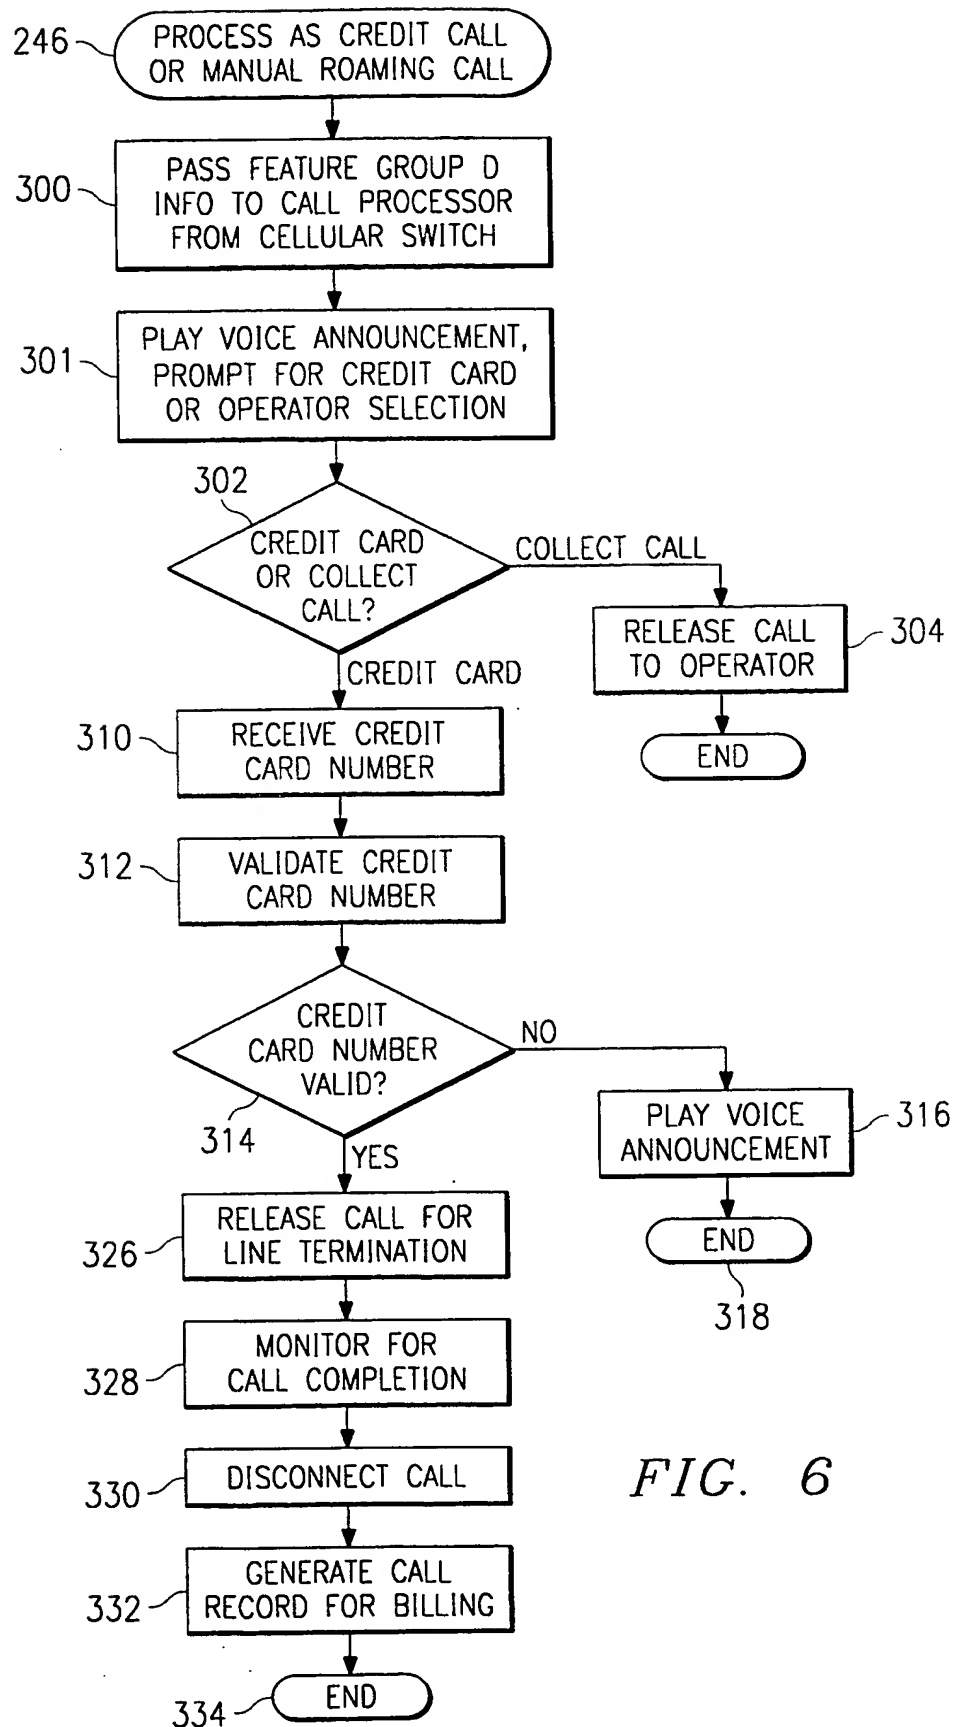 246
PROCESS AS CREDIT CALL
OR MANUAL ROAMING CALL
300
PASS FEATURE GROUP D
INFO TO CALL PROCESSOR
FROM CELLULAR SWITCH
301
PLAY VOICE ANNOUNCEMENT,
PROMPT FOR CREDIT CARD
OR OPERATOR SELECTION
302
CREDIT CARD
OR COLLECT
CALL?
COLLECT CALL
RELEASE CALL
TO OPERATOR
304
END
CREDIT CARD
310
RECEIVE CREDIT
CARD NUMBER
312
VALIDATE CREDIT
CARD NUMBER
CREDIT
CARD NUMBER
VALID?
314
NO
PLAY VOICE
ANNOUNCEMENT
316
END
318
YES
326
RELEASE CALL FOR
LINE TERMINATION
328
MONITOR FOR
CALL COMPLETION
330
DISCONNECT CALL
332
GENERATE CALL
RECORD FOR BILLING
334
END
FIG. 6